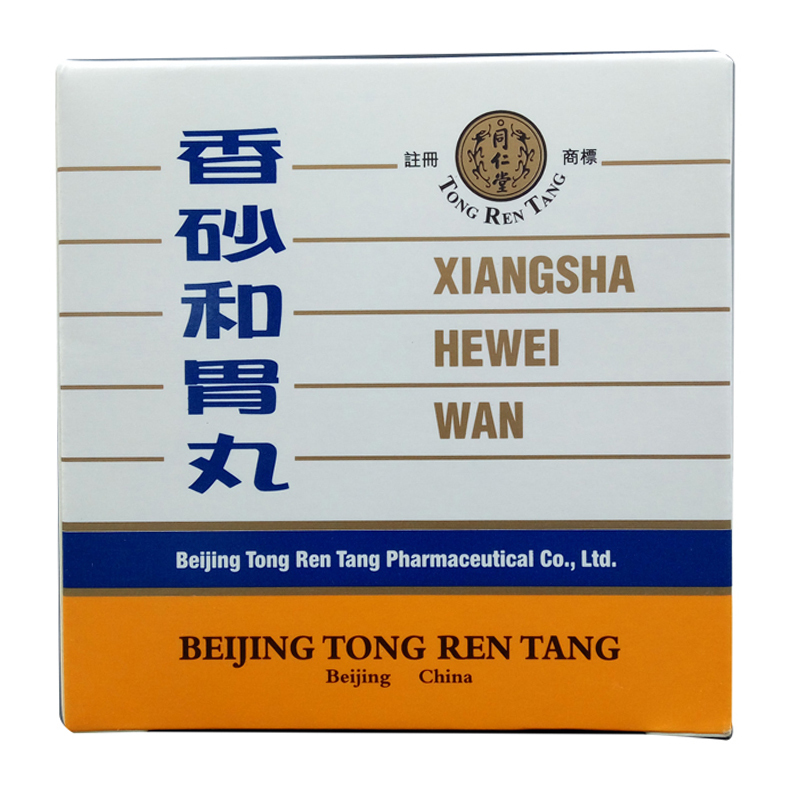 香砂和胃丸
註冊
同仁堂
商標
TONG REN TANG
XIANGSHA
HEWEI
WAN
Beijing Tong Ren Tang Pharmaceutical Co., Ltd.
BEIJING TONG REN TANG
Beijing China